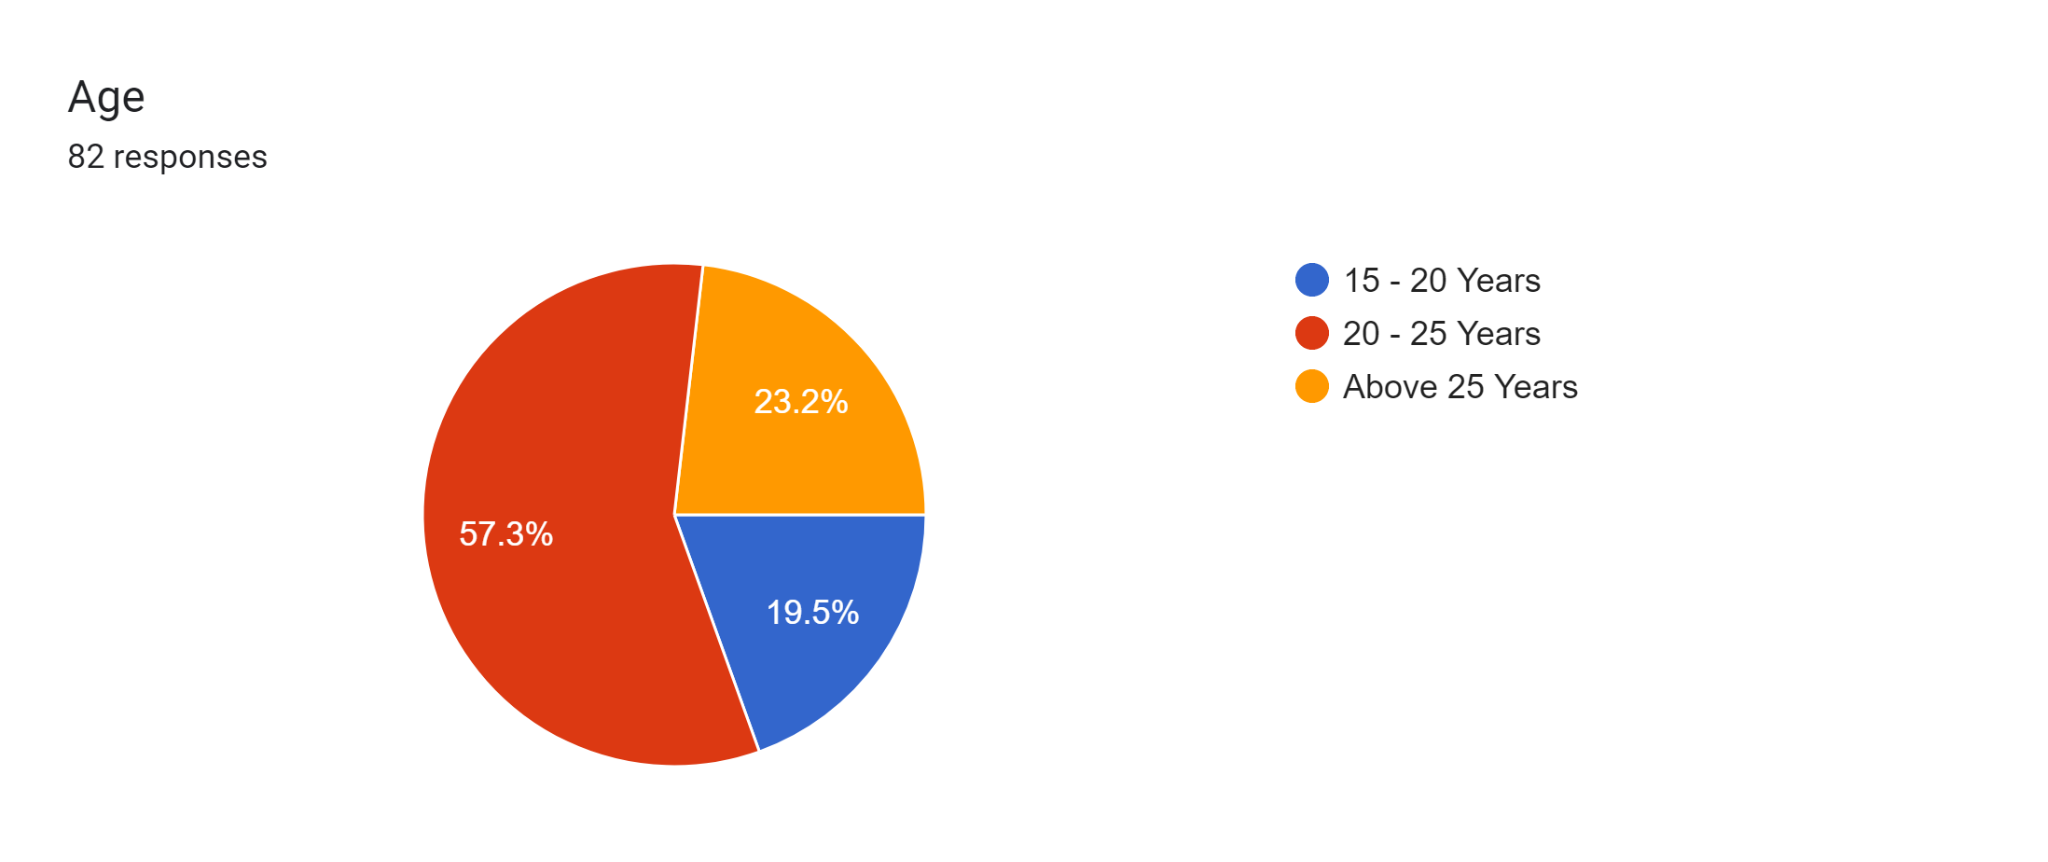 Age
82 responses
15 - 20 Years
20 - 25 Years
Above 25 Years
23.2%
57.3%
19.5%